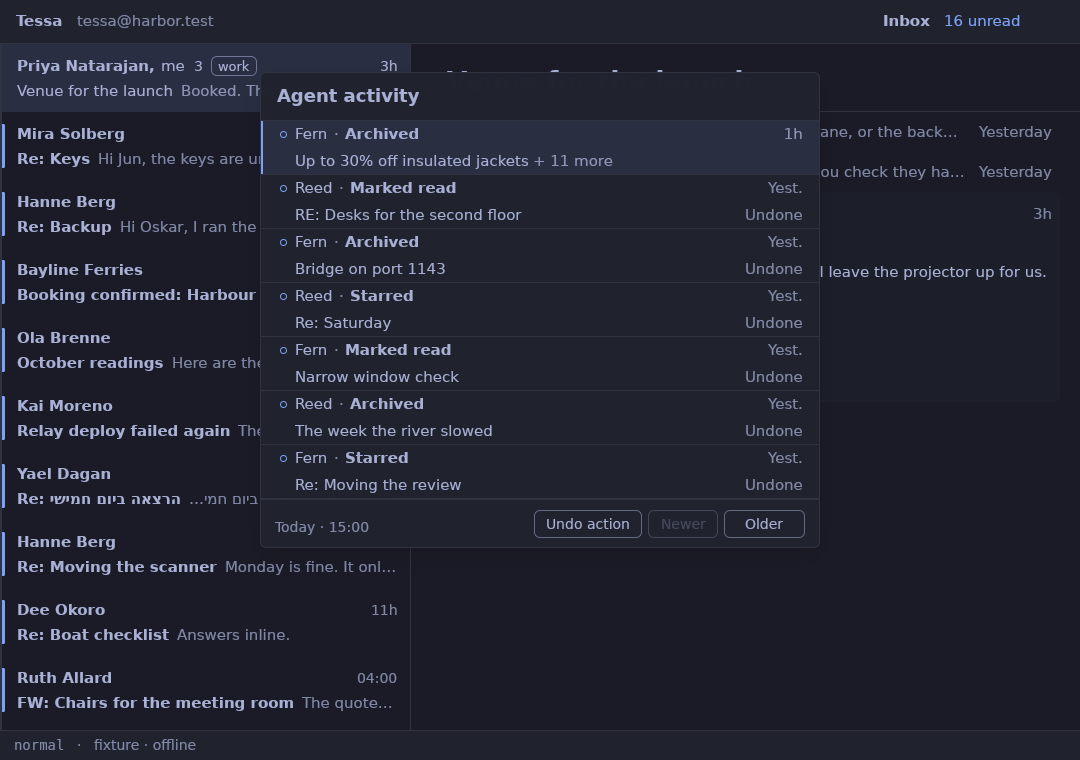 Tessa tessa@harbor.test
Inbox 16 unread
Priya Natarajan, me 3 work 3h
Venue for the launch Booked.
Mira Solberg
Re: Keys Hi Jun, the keys are
Hanne Berg
Re: Backup Hi Oskar, I ran the
Bayline Ferries
Booking confirmed: Harbour
Ola Brenne
October readings Here are the
Kai Moreno
Relay deploy failed again The
Yael Dagan
Re: הרצאה ביום חמישי ביום חמי…
Hanne Berg
Re: Moving the scanner Monday is fine. It onl…
Dee Okoro 11h
Re: Boat checklist Answers inline.
Ruth Allard 04:00
FW: Chairs for the meeting room The quote…
Agent activity
Fern · Archived 1h
Up to 30% off insulated jackets + 11 more
Reed · Marked read Yest.
RE: Desks for the second floor Undone
Fern · Archived Yest.
Bridge on port 1143 Undone
Reed · Starred Yest.
Re: Saturday Undone
Fern · Marked read Yest.
Narrow window check Undone
Reed · Archived Yest.
The week the river slowed Undone
Fern · Starred Yest.
Re: Moving the review Undone
Today · 15:00 Undo action Newer Older
or the back… Yesterday
check they ha… Yesterday
3h
leave the projector up for us.
normal · fixture · offline